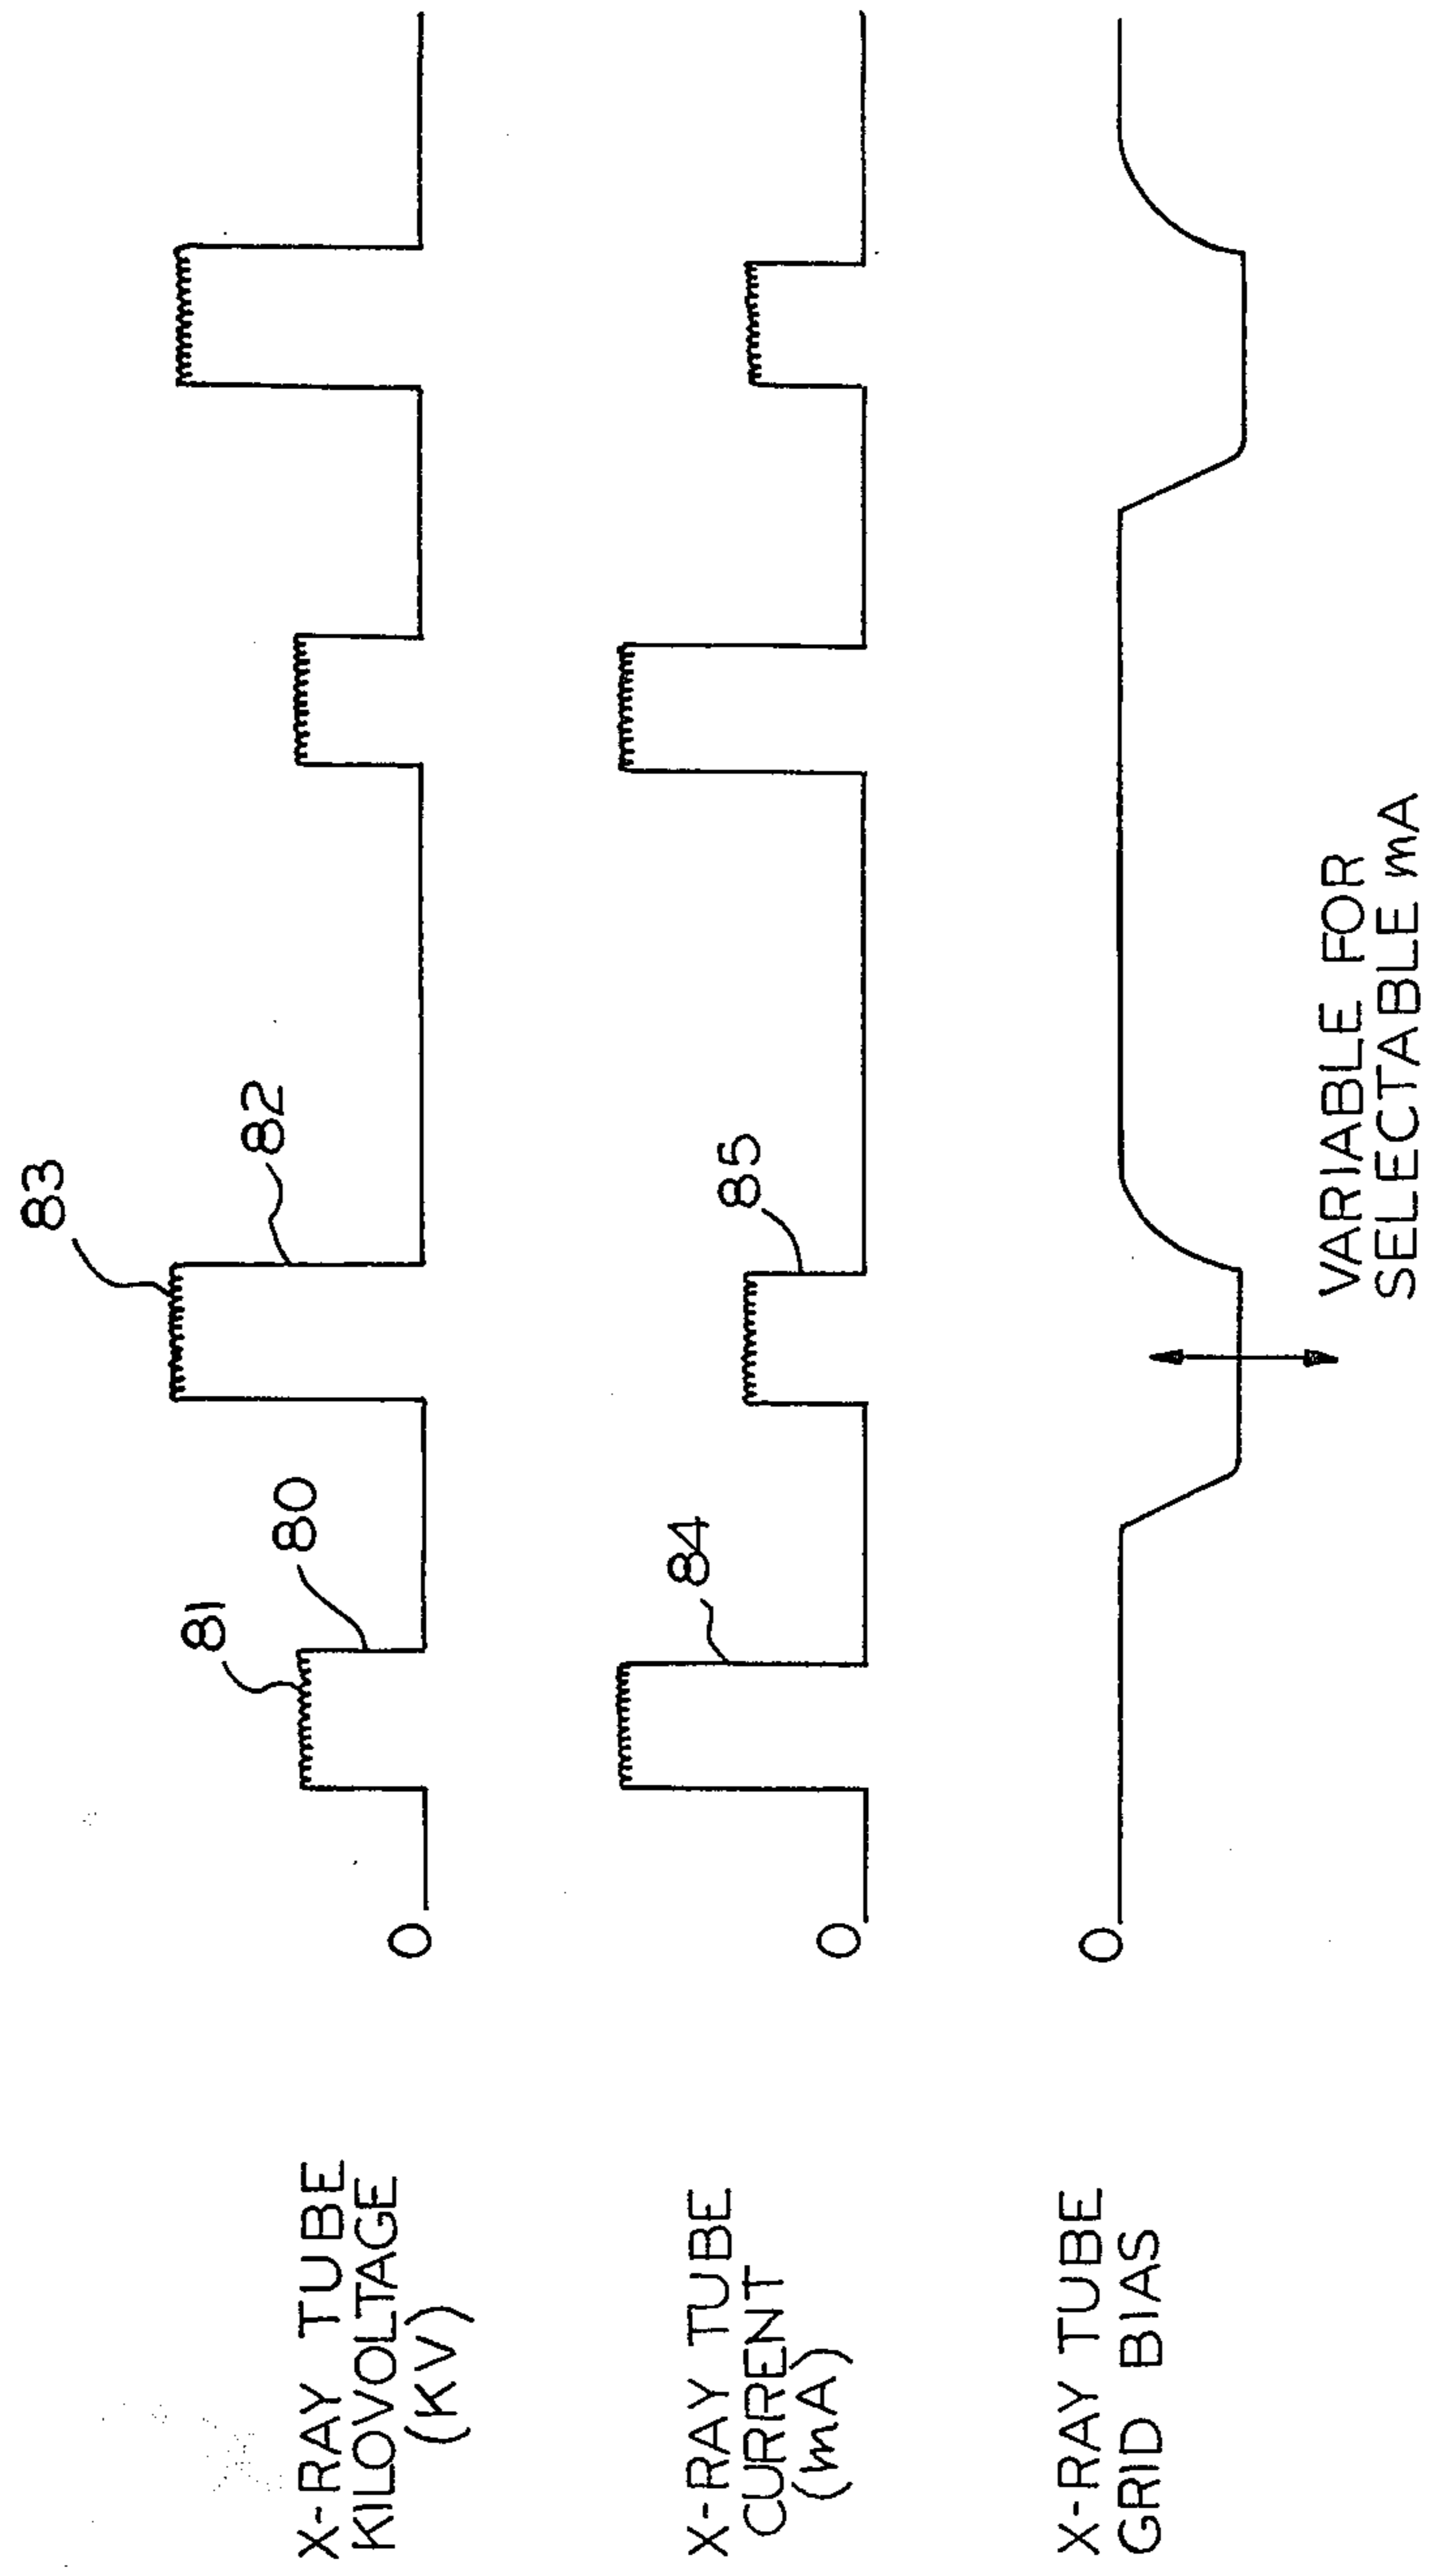 83
81
82
80
X-RAY TUBE
KILOVOLTAGE
(KV)
0
84
85
X-RAY TUBE
CURRENT
(mA)
0
X-RAY TUBE
GRID BIAS
0
VARIABLE FOR
SELECTABLE mA